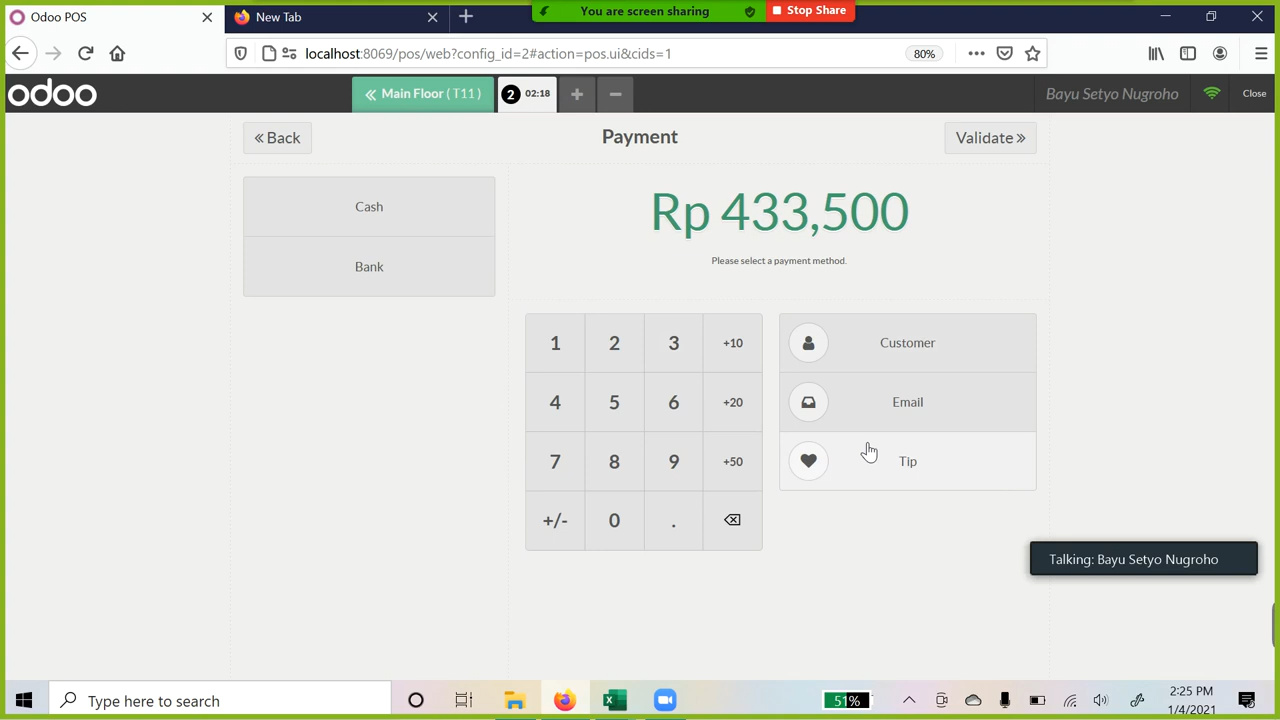 Odoo POS
New Tab
You are screen sharing
Stop Share
localhost:8069/pos/web?config_id=2#action=pos.ui&cids=1
80%
odoo
Main Floor ( T11 )
2 02:18
Bayu Setyo Nugroho
Close
Back
Payment
Validate
Cash
Bank
Rp 433,500
Please select a payment method.
1 2 3 +10
4 5 6 +20
7 8 9 +50
+/- 0 .
Customer
Email
Tip
Talking: Bayu Setyo Nugroho
Type here to search
51%
2:25 PM
1/4/2021